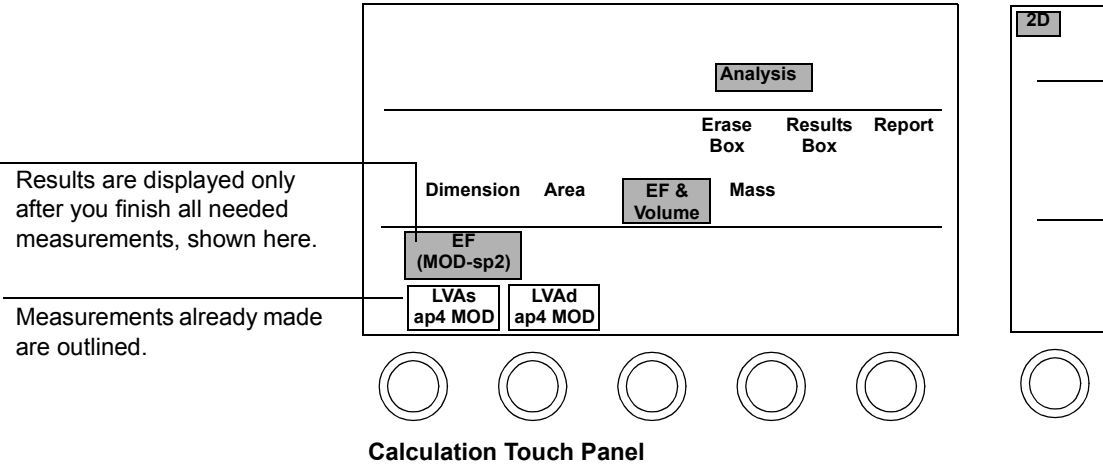 2D
Analysis
Erase Box
Results Box
Report
Results are displayed only
after you finish all needed
measurements, shown here.
Dimension
Area
EF &
Volume
Mass
EF
(MOD-sp2)
LVAs
ap4 MOD
LVAd
ap4 MOD
Measurements already made
are outlined.
Calculation Touch Panel